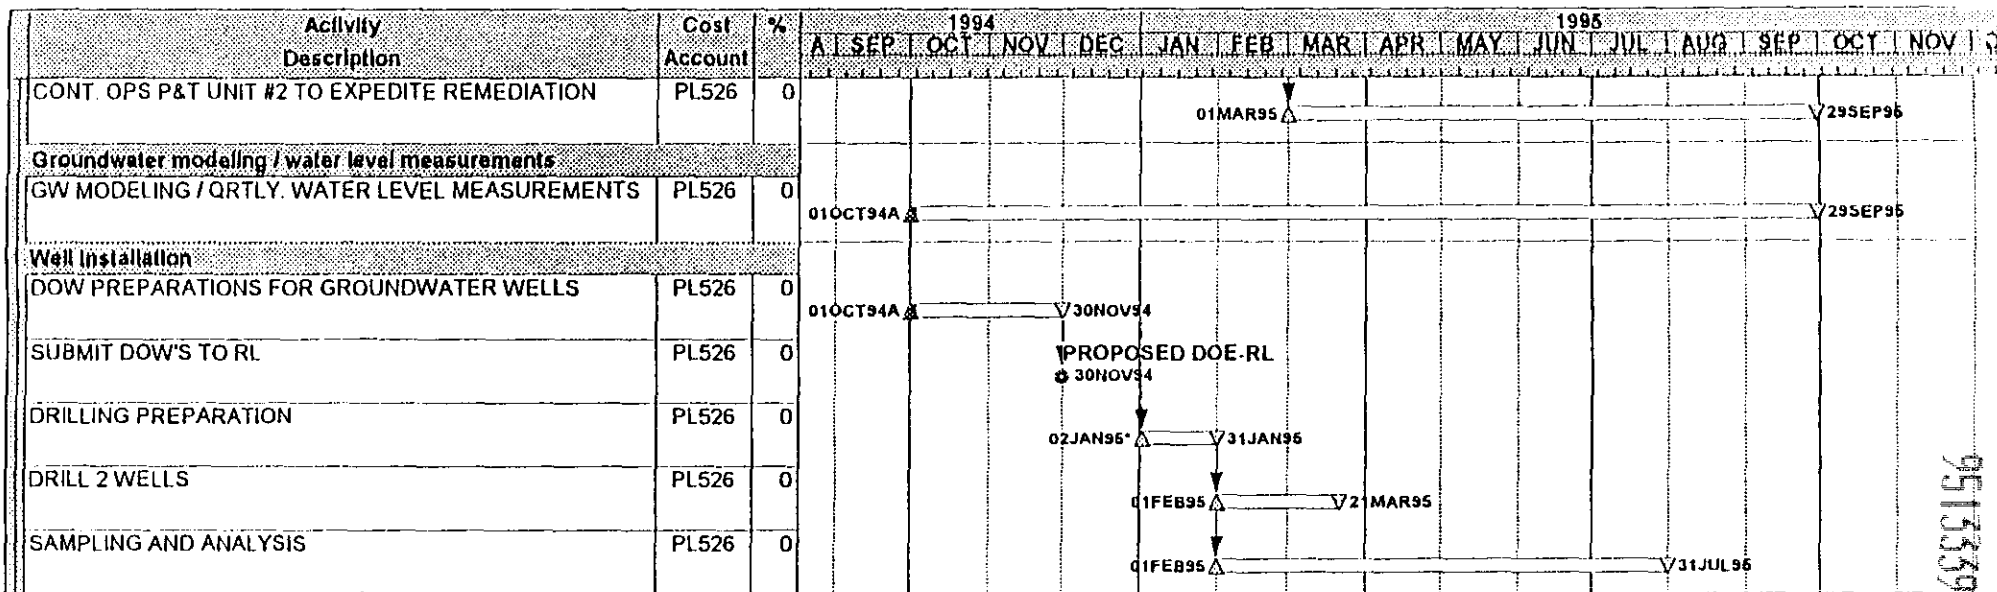 Activity Cost % 1994 1995
Description Account A SEP OCT NOV DEC JAN FEB MAR APR MAY JUN JUL AUG SEP OCT NOV
CONT. OPS P&T UNIT #2 TO EXPEDITE REMEDIATION PL526 0
01MAR95 29SEP95
Groundwater modeling / water level measurements
GW MODELING / QRTLY. WATER LEVEL MEASUREMENTS PL526 0
01OCT94A 29SEP95
Well Installation
DOW PREPARATIONS FOR GROUNDWATER WELLS PL526 0
01OCT94A 30NOV94
SUBMIT DOW'S TO RL PL526 0 PROPOSED DOE-RL
30NOV94
DRILLING PREPARATION PL526 0
02JAN95* 31JAN95
DRILL 2 WELLS PL526 0
01FEB95 21MAR95
SAMPLING AND ANALYSIS PL526 0
01FEB95 31JUL95